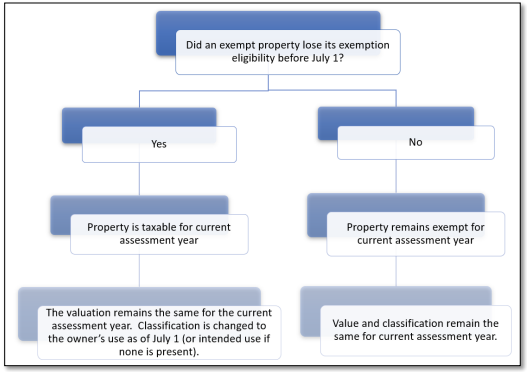 Did an exempt property lose its exemption
eligibility before July 1?
Yes
No
Property is taxable for current
assessment year
Property remains exempt for
current assessment year
The valuation remains the same for the current
assessment year.  Classification is changed to
the owner's use as of July 1 (or intended use if
none is present).
Value and classification remain the
same for current assessment year.